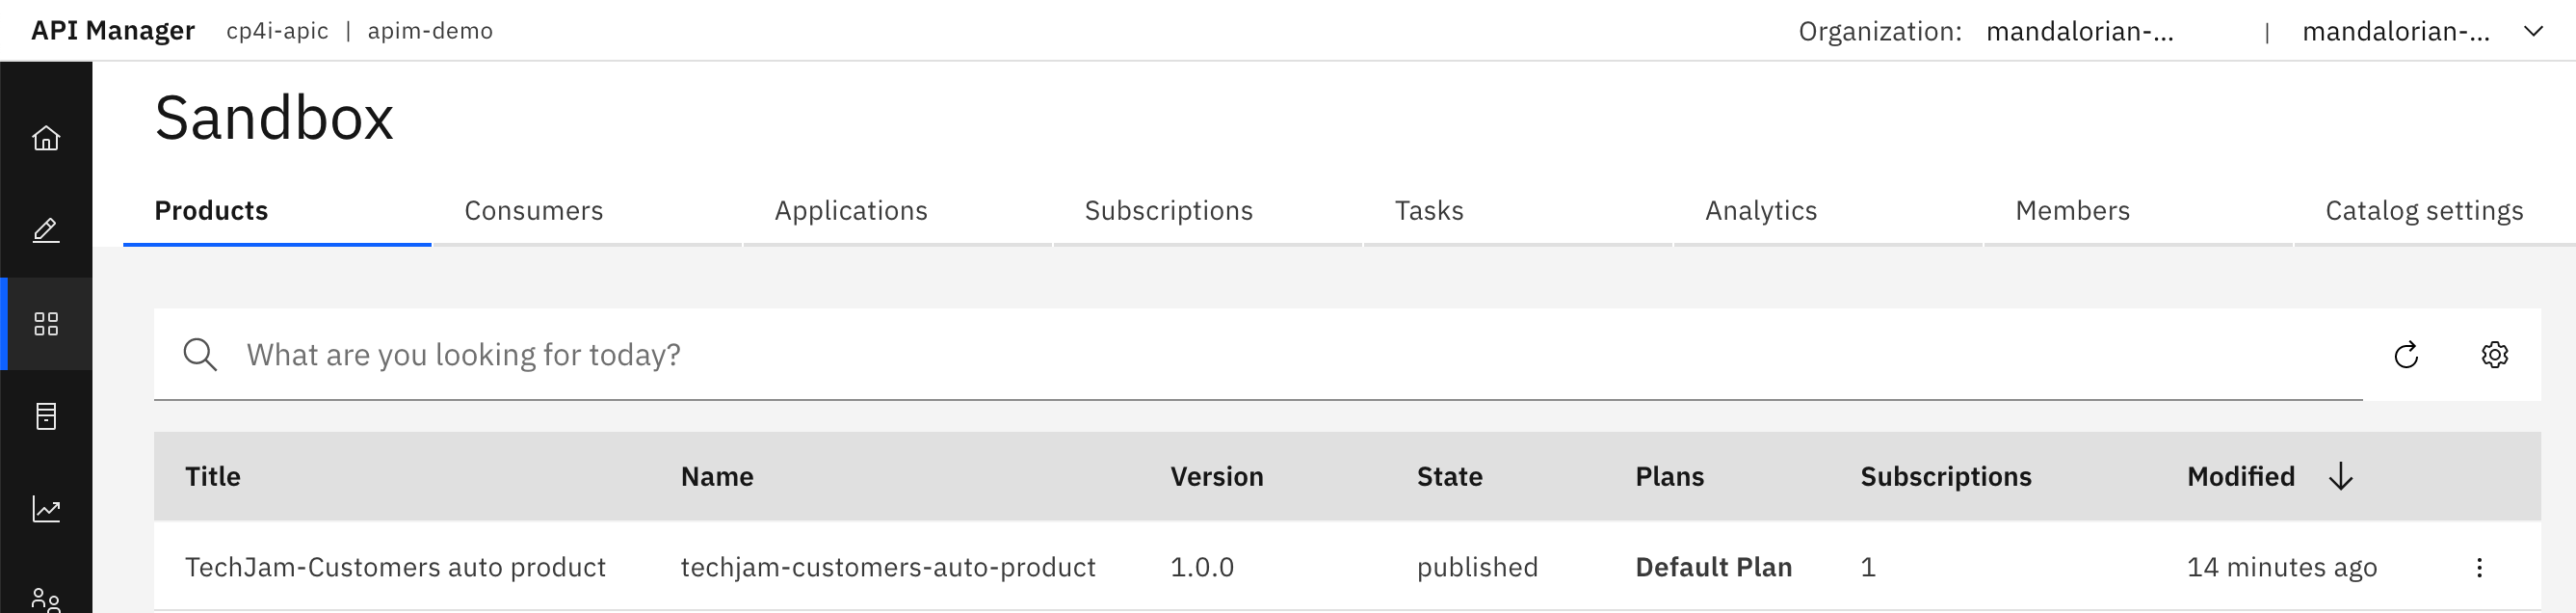 API Manager cp4i-apic | apim-demo Organization: mandalorian-... | mandalorian-...
Sandbox
Products Consumers Applications Subscriptions Tasks Analytics Members Catalog settings
What are you looking for today?
Title Name Version State Plans Subscriptions Modified
TechJam-Customers auto product techjam-customers-auto-product 1.0.0 published Default Plan 1 14 minutes ago